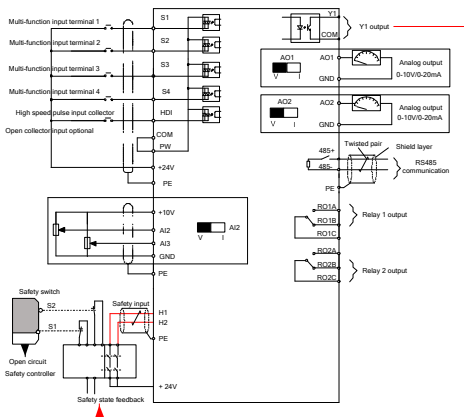 Multi-function input terminal 1
S1
Multi-function input terminal 2
S2
Multi-function input terminal 3
S3
Multi-function input terminal 4
S4
High speed pulse input collector
HDI
Open collector input optional
COM
PW
+24V
PE
Y1
COM
Y1 output
AO1
AO1
V I
GND
Analog output
0-10V/0-20mA
AO2
AO2
V I
GND
Analog output
0-10V/0-20mA
Twisted pair
Shield layer
485+
485-
PE
RS485
communication
RO1A
RO1B
RO1C
Relay 1 output
RO2A
RO2B
RO2C
Relay 2 output
+10V
AI2
AI3
GND
PE
AI2
V I
Safety switch
S2
S1
Open circuit
Safety controller
Safety input
H1
H2
PE
+ 24V
Safety state feedback